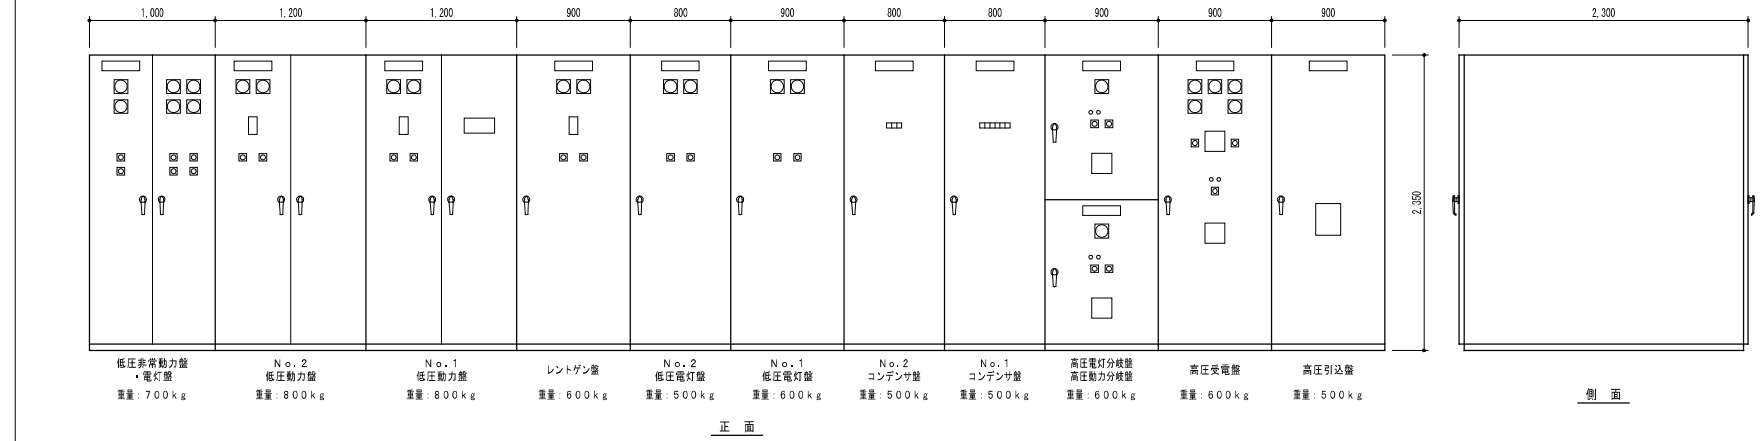 1,000 1,200 1,200 900 800 900 800 800 900 900 900 2,300
2,350
低圧非常動力盤 No.2 No.1 レントゲン盤 No.2 No.1 No.2 No.1 高圧電灯分岐盤 高圧受電盤 高圧引込盤
・電灯盤 低圧動力盤 低圧動力盤 低圧電灯盤 低圧電灯盤 コンデンサ盤 コンデンサ盤 高圧動力分岐盤
重量:700kg 重量:800kg 重量:800kg 重量:600kg 重量:500kg 重量:600kg 重量:500kg 重量:500kg 重量:600kg 重量:600kg 重量:500kg
側 面
正 面